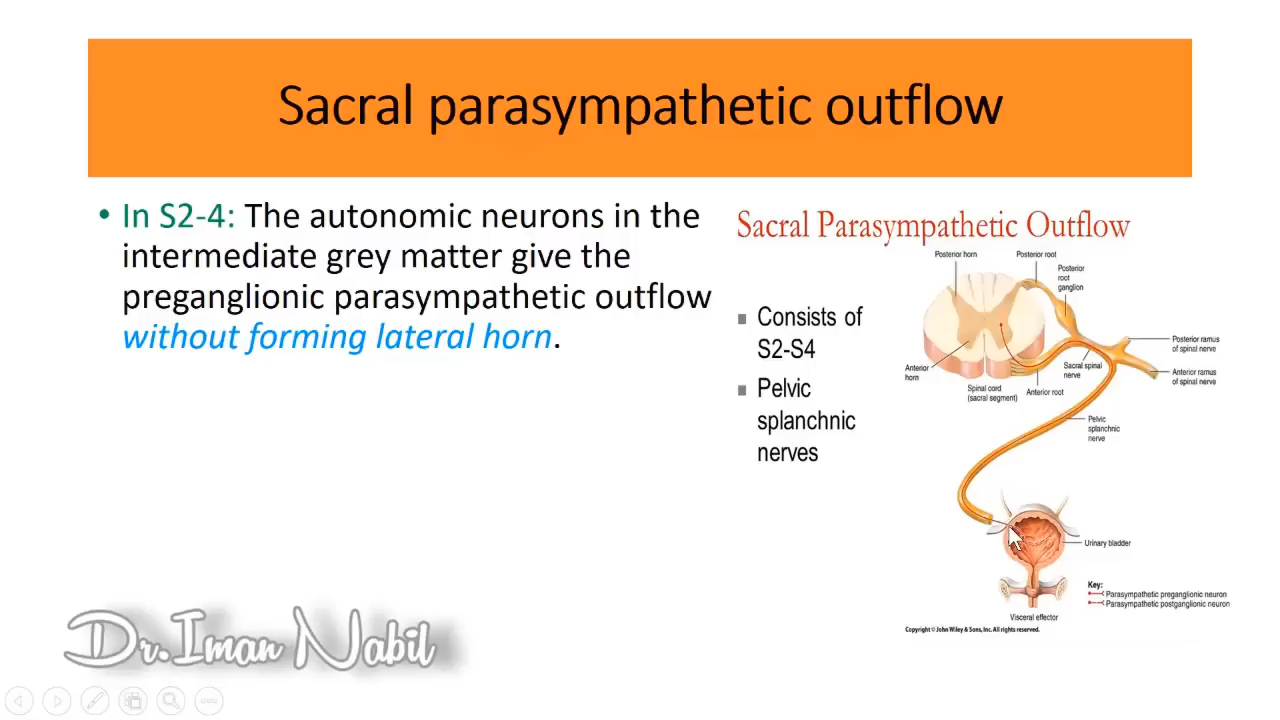 Sacral parasympathetic outflow
• In S2-4: The autonomic neurons in the
intermediate grey matter give the
preganglionic parasympathetic outflow
without forming lateral horn.
Sacral Parasympathetic Outflow
Consists of
S2-S4
Pelvic
splanchnic
nerves
Posterior horn
Posterior root
Posterior
root
ganglion
Posterior ramus
of spinal nerve
Anterior
horn
Spinal cord
(sacral segment)
Anterior root
Sacral spinal
nerve
Anterior ramus
of spinal nerve
Pelvic
splanchnic
nerve
Urinary bladder
Key:
Parasympathetic preganglionic neuron
Parasympathetic postganglionic neuron
Visceral effector
Copyright © John Wiley & Sons, Inc. All rights reserved.
Dr.Iman Nabil